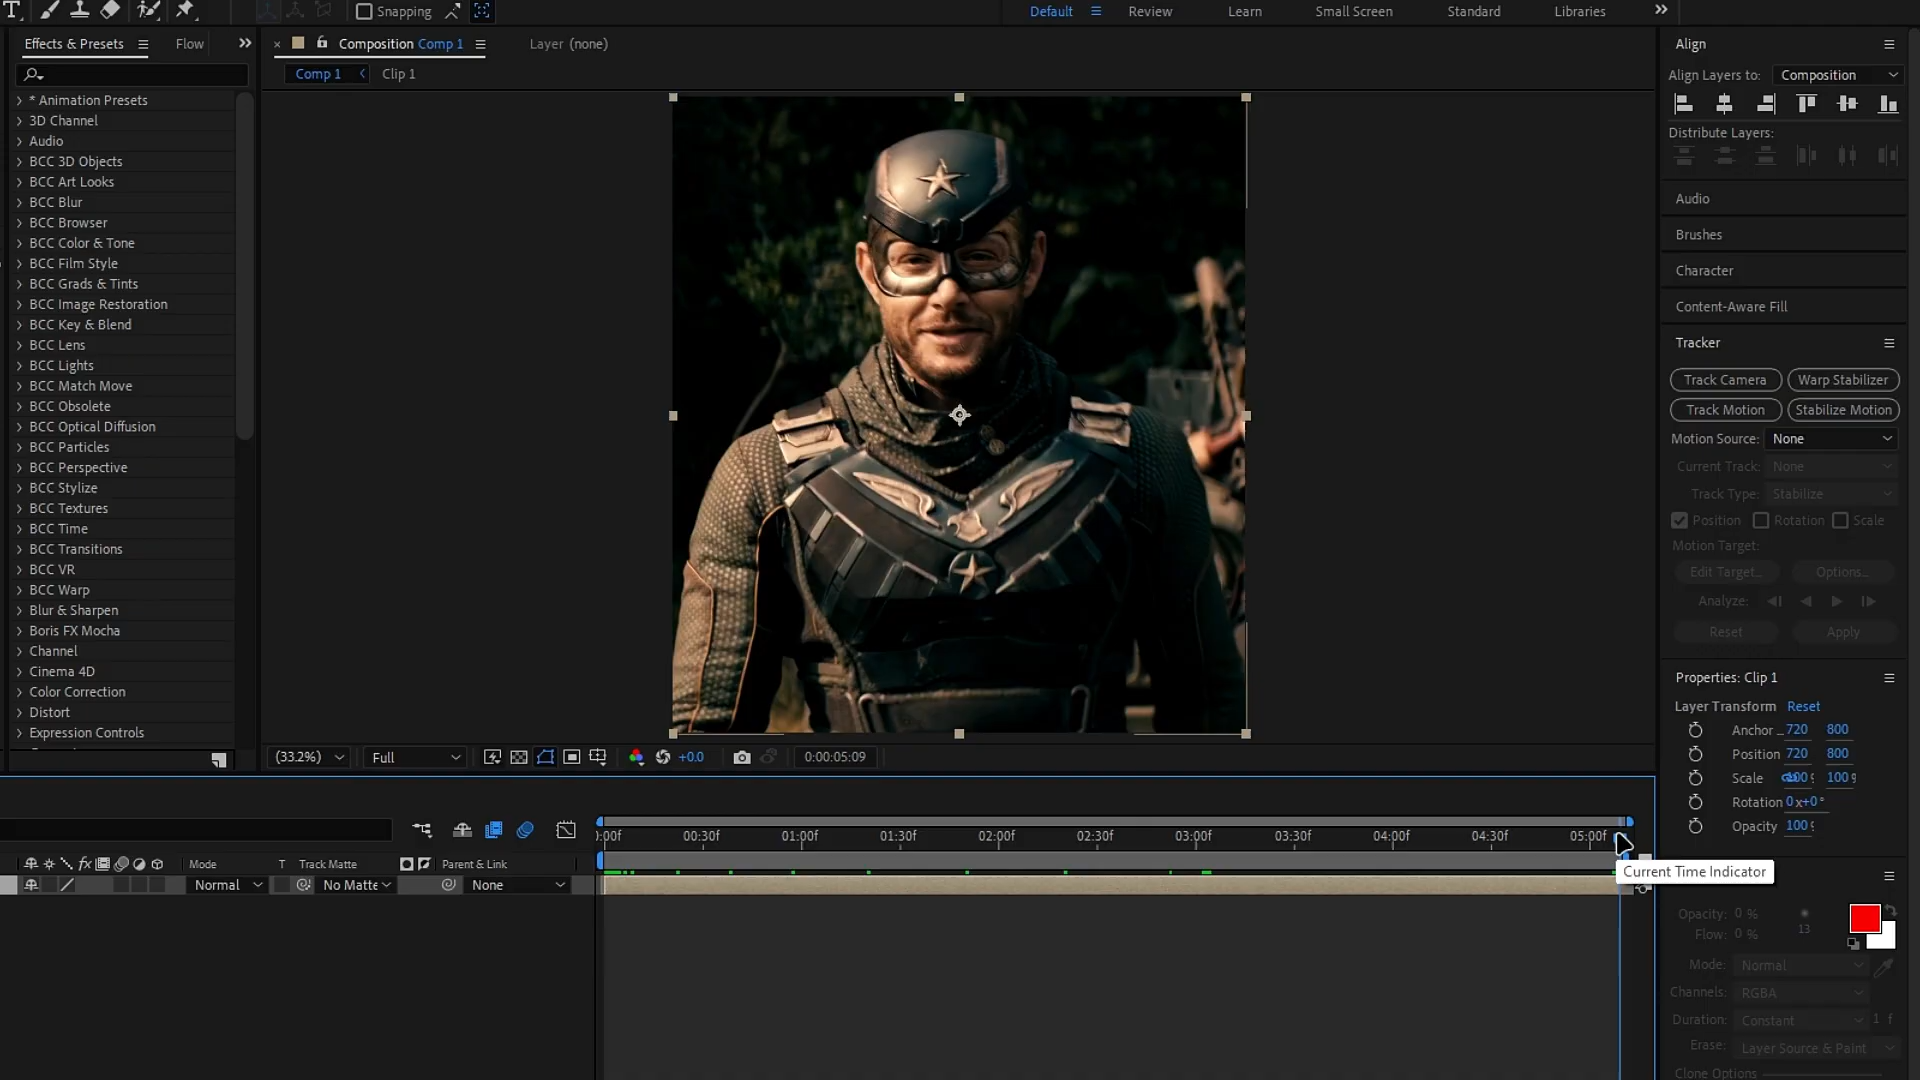 Snapping
Default
Review
Learn
Small Screen
Standard
Libraries
Effects & Presets
Flow
Composition Comp 1
Layer (none)
Comp 1
Clip 1
* Animation Presets
3D Channel
Audio
BCC 3D Objects
BCC Art Looks
BCC Blur
BCC Browser
BCC Color & Tone
BCC Film Style
BCC Grads & Tints
BCC Image Restoration
BCC Key & Blend
BCC Lens
BCC Lights
BCC Match Move
BCC Obsolete
BCC Optical Diffusion
BCC Particles
BCC Perspective
BCC Stylize
BCC Textures
BCC Time
BCC Transitions
BCC VR
BCC Warp
Blur & Sharpen
Boris FX Mocha
Channel
Cinema 4D
Color Correction
Distort
Expression Controls
(33.2%)
Full
+0.0
0:00:05:09
Align
Align Layers to: Composition
Distribute Layers:
Audio
Brushes
Character
Content-Aware Fill
Tracker
Track Camera
Warp Stabilizer
Track Motion
Stabilize Motion
Motion Source: None
Current Track: None
Track Type: Stabilize
Position
Rotation
Scale
Motion Target:
Edit Target...
Options...
Analyze:
Reset
Apply
Properties: Clip 1
Layer Transform Reset
Anchor 720 800
Position 720 800
Scale 100 100
Rotation 0x+0°
Opacity 100
:00f 00:30f 01:00f 01:30f 02:00f 02:30f 03:00f 03:30f 04:00f 04:30f 05:00f
fx
Mode
T Track Matte
Parent & Link
Normal
No Matte
None
Current Time Indicator
Opacity: 0 %
Flow: 0 %
13
Mode: Normal
Channels: RGBA
Duration: Constant 1 f
Erase: Layer Source & Paint
Clone Options